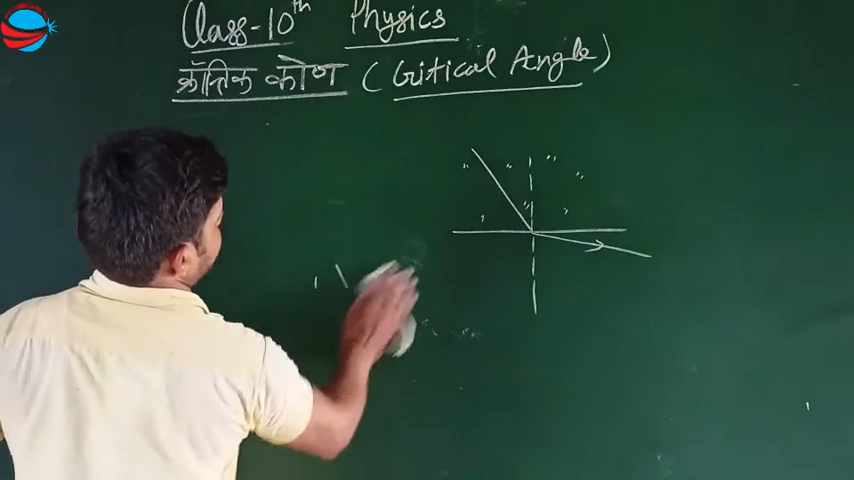 Class-10th Physics
क्रान्तिक कोण (Critical Angle)